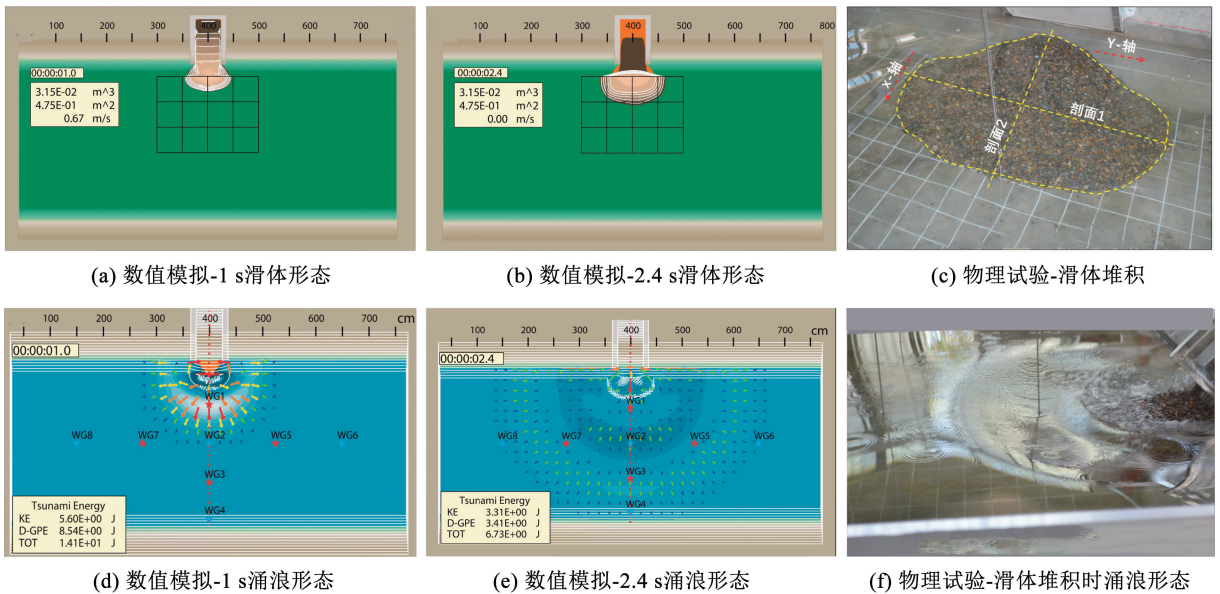 100 200 300 400 500 600 700
00:00:01.0
3.15E-02 m^3
4.75E-01 m^2
0.67 m/s
(a) 数值模拟-1 s滑体形态
100 200 300 400 500 600 700 800
00:00:02.4
3.15E-02 m^3
4.75E-01 m^2
0.00 m/s
(b) 数值模拟-2.4 s滑体形态
X-轴
Y-轴
剖面1
剖面2
(c) 物理试验-滑体堆积
100 200 300 400 500 600 700 cm
00:00:01.0
WG1
WG8 WG7 WG2 WG5 WG6
WG3
WG4
Tsunami Energy
KE 5.60E+00 J
D-GPE 8.54E+00 J
TOT 1.41E+01 J
(d) 数值模拟-1 s涌浪形态
100 200 300 400 500 600 700
00:00:02.4
WG1
WG8 WG7 WG2 WG5 WG6
WG3
WG4
Tsunami Energy
KE 3.31E+00 J
D-GPE 3.41E+00 J
TOT 6.73E+00 J
(e) 数值模拟-2.4 s涌浪形态
(f) 物理试验-滑体堆积时涌浪形态